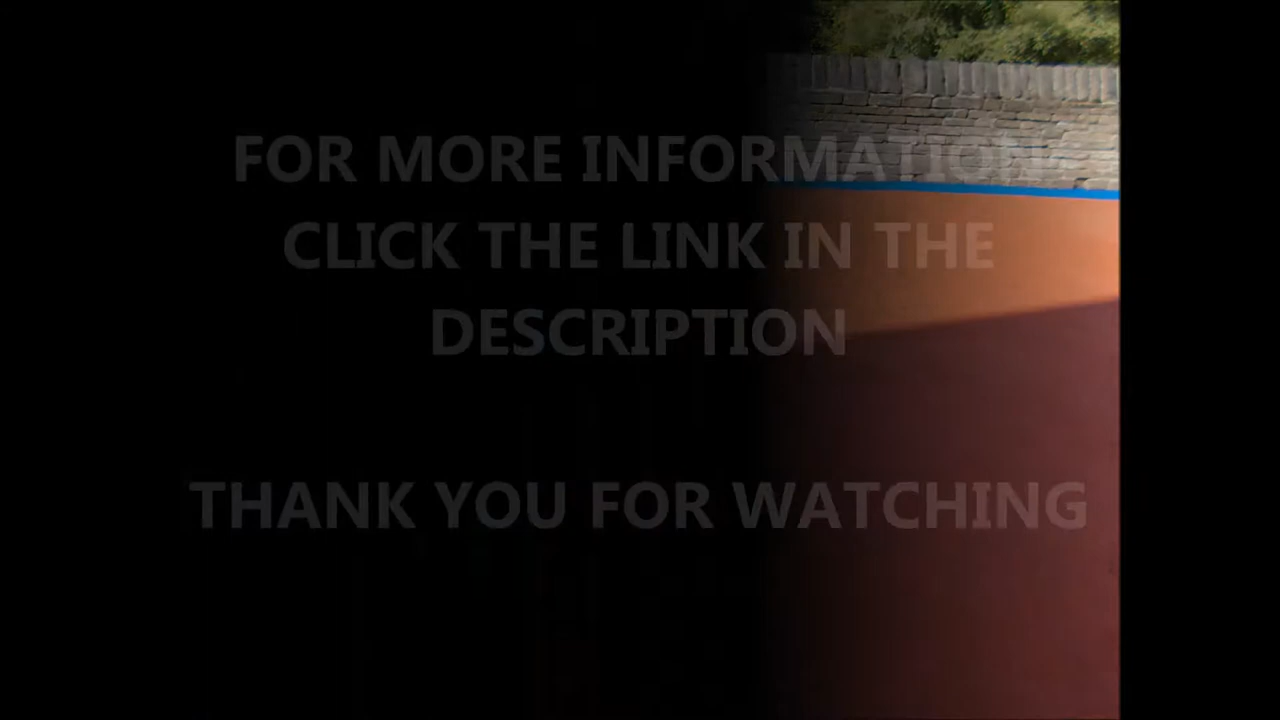 FOR MORE INFORMATION
CLICK THE LINK IN THE
DESCRIPTION
THANK YOU FOR WATCHING